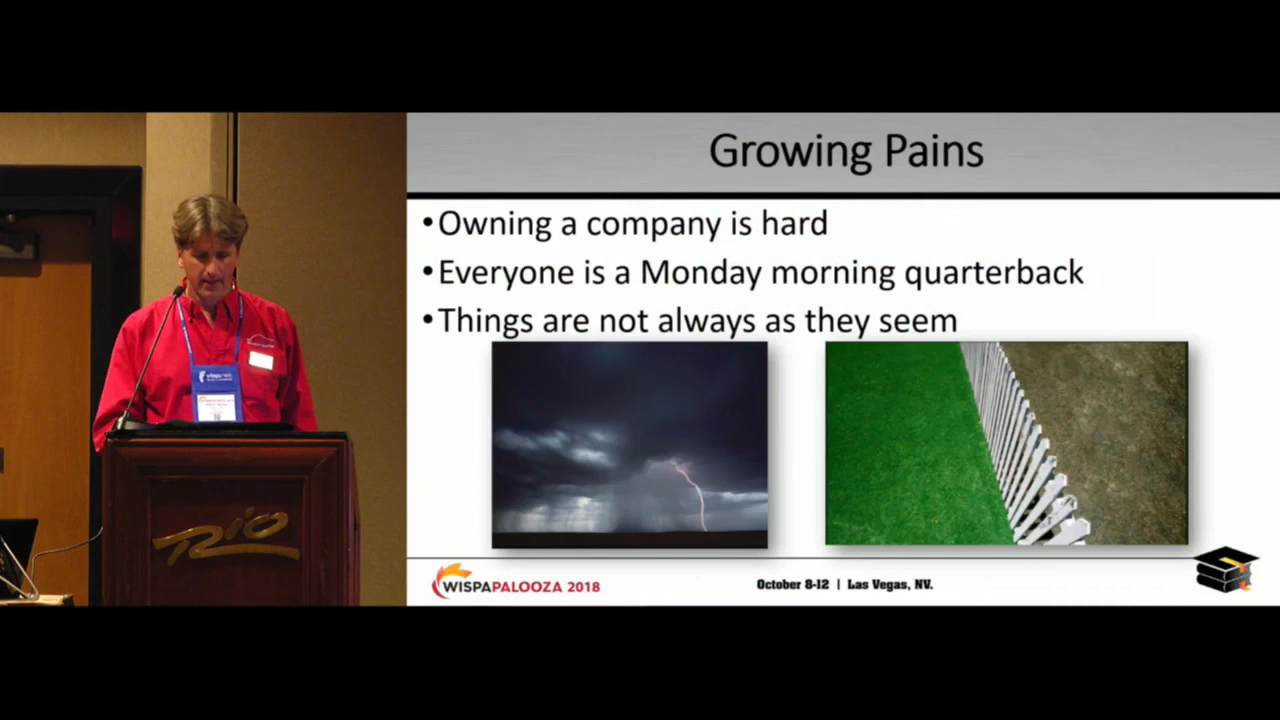 Growing Pains
•Owning a company is hard
•Everyone is a Monday morning quarterback
•Things are not always as they seem
RIO
WISPAPALOOZA 2018
October 8-12 | Las Vegas, NV.